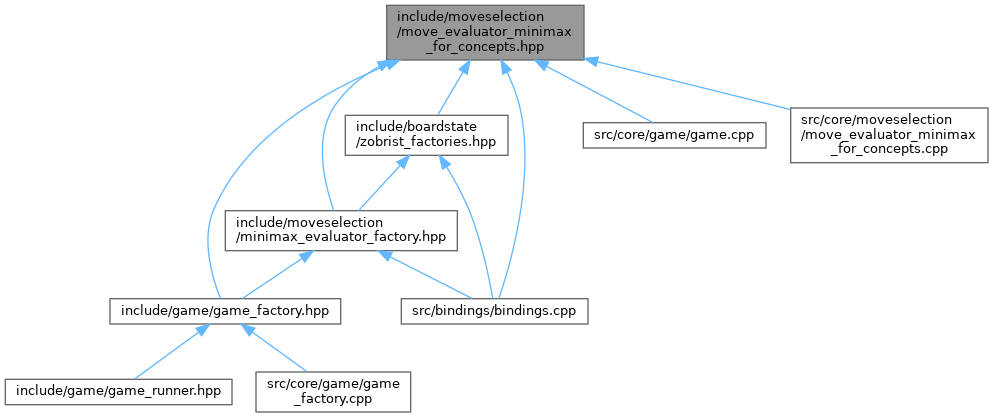 include/moveselection
/move_evaluator_minimax
_for_concepts.hpp
include/boardstate
/zobrist_factories.hpp
src/core/game/game.cpp
src/core/moveselection
/move_evaluator_minimax
_for_concepts.cpp
include/moveselection
/minimax_evaluator_factory.hpp
include/game/game_factory.hpp
src/bindings/bindings.cpp
include/game/game_runner.hpp
src/core/game/game
_factory.cpp